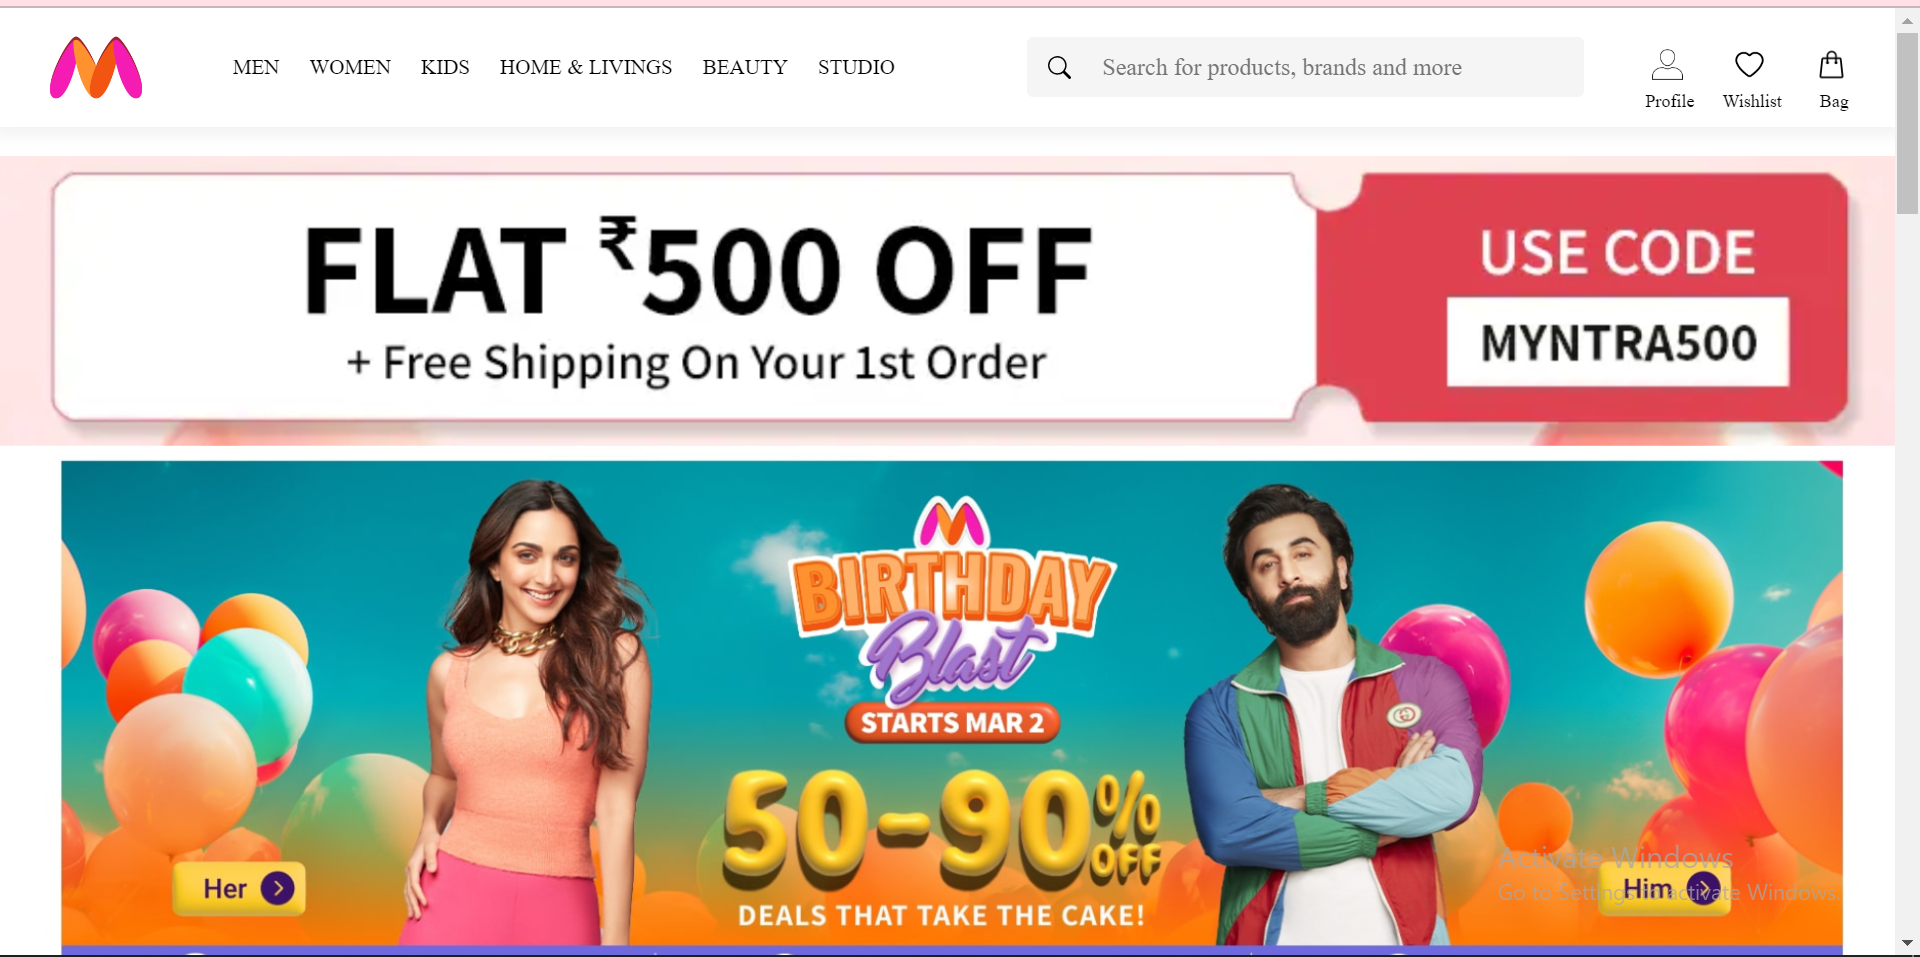 MEN WOMEN KIDS HOME & LIVINGS BEAUTY STUDIO
Search for products, brands and more
Profile Wishlist Bag
FLAT ₹500 OFF
+ Free Shipping On Your 1st Order
USE CODE
MYNTRA500
BIRTHDAY
Blast
STARTS MAR 2
50-90% OFF
DEALS THAT TAKE THE CAKE!
Her
Him
Activate Windows
Go to Settings to activate Windows.